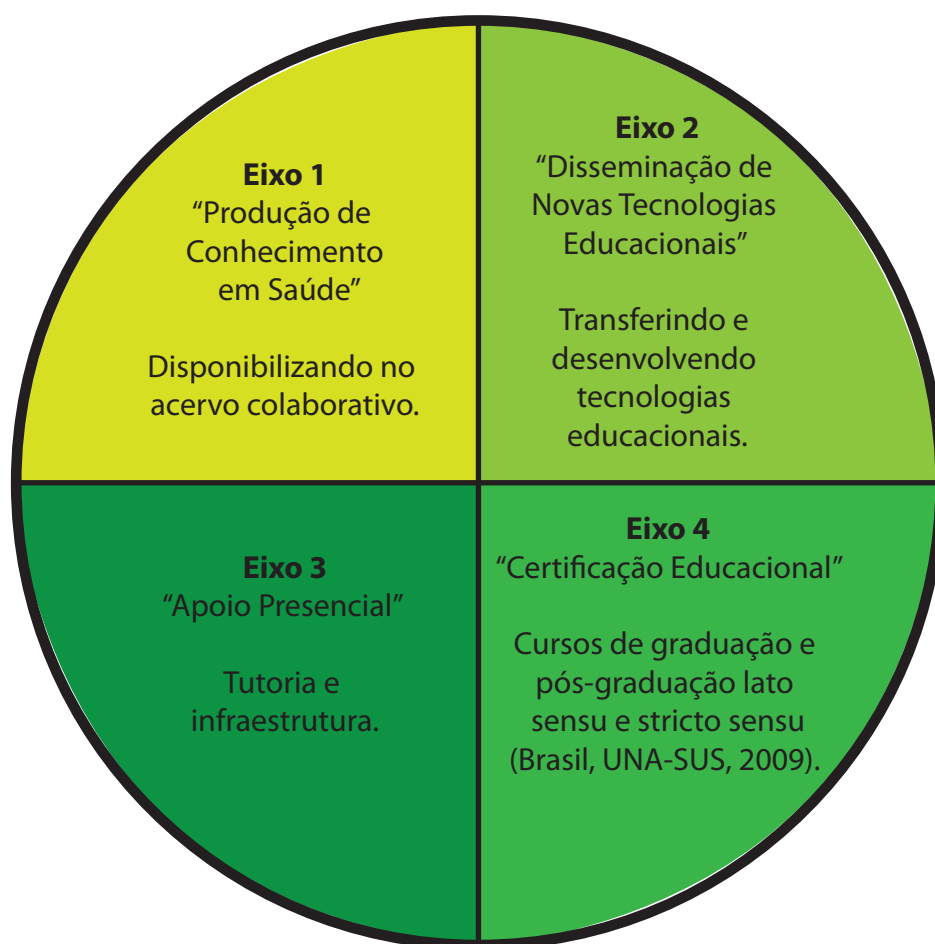 Eixo 1
“Produção de
Conhecimento
em Saúde”
Disponibilizando no
acervo colaborativo.
Eixo 2
“Disseminação de
Novas Tecnologias
Educacionais”
Transferindo e
desenvolvendo
tecnologias
educacionais.
Eixo 3
“Apoio Presencial”
Tutoria e
infraestrutura.
Eixo 4
“Certificação Educacional”
Cursos de graduação e
pós-graduação lato
sensu e stricto sensu
(Brasil, UNA-SUS, 2009).